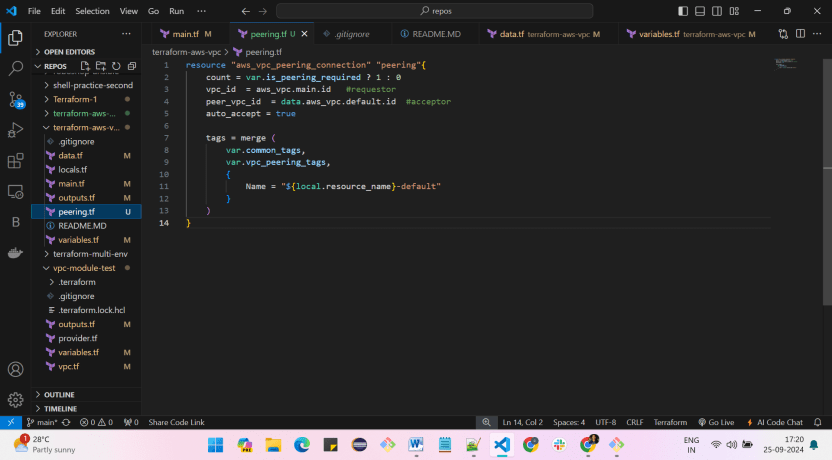 File Edit Selection View Go Run ···
repos
EXPLORER ···
OPEN EDITORS
REPOS
shell-practice-second
Terraform-1
terraform-aws-...
terraform-aws-v...
.gitignore
data.tf M
locals.tf
main.tf M
outputs.tf M
peering.tf U
README.MD
variables.tf M
terraform-multi-env
vpc-module-test
.terraform
.gitignore
.terraform.lock.hcl
outputs.tf M
provider.tf
variables.tf M
vpc.tf M
OUTLINE
TIMELINE
39
main.tf M peering.tf U .gitignore README.MD data.tf terraform-aws-vpc M variables.tf terraform-aws-vpc M
terraform-aws-vpc > peering.tf
1 resource "aws_vpc_peering_connection" "peering"{
2 count = var.is_peering_required ? 1 : 0
3 vpc_id = aws_vpc.main.id #requestor
4 peer_vpc_id = data.aws_vpc.default.id #acceptor
5 auto_accept = true
6
7 tags = merge (
8 var.common_tags,
9 var.vpc_peering_tags,
10 {
11 Name = "${local.resource_name}-default"
12 }
13 )
14 }
main* 0 0 0 Share Code Link Ln 14, Col 2 Spaces: 4 UTF-8 CRLF Terraform Go Live AI Code Chat
1 28°C
Partly sunny
PRE
ENG
IN
17:20
25-09-2024